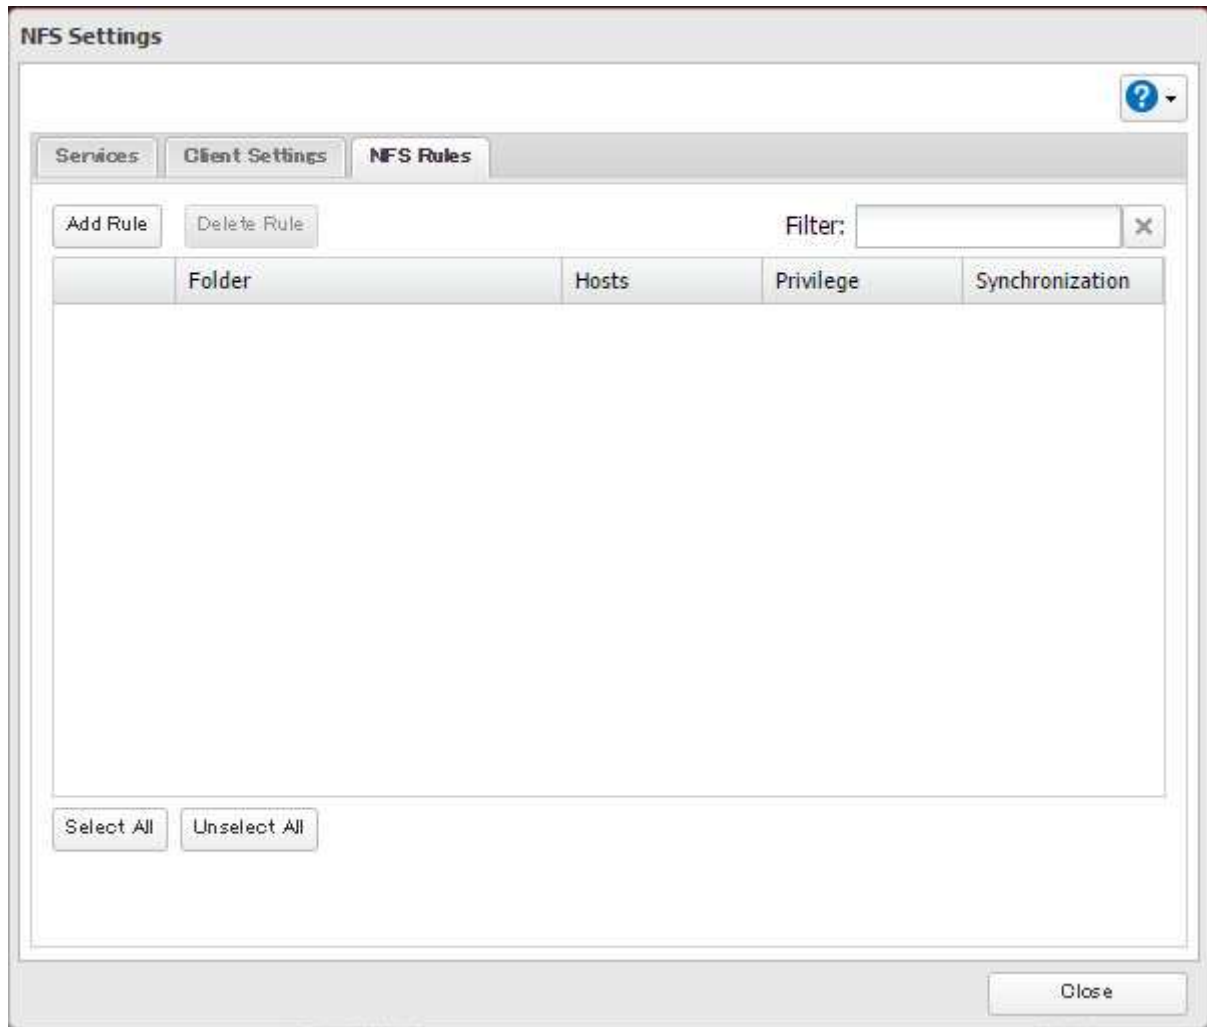 NFS Settings
?
Services Client Settings NFS Rules
Add Rule Delete Rule Filter:
Folder Hosts Privilege Synchronization
Select All Unselect All
Close